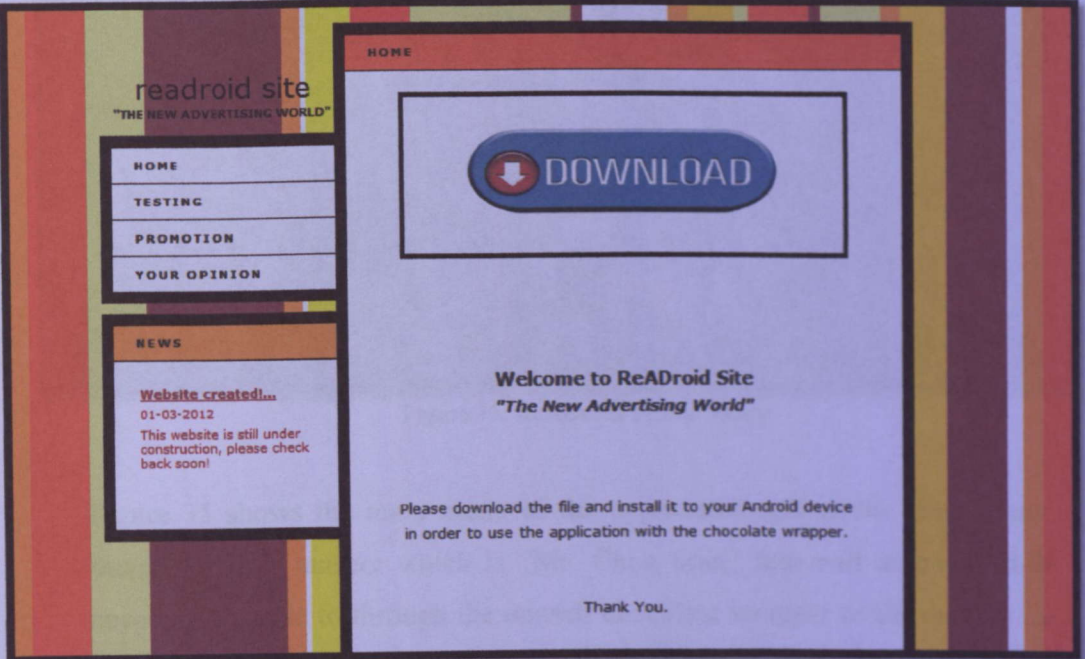 readroid site
"THE NEW ADVERTISING WORLD"
HOME
TESTING
PROMOTION
YOUR OPINION
NEWS
Website created!...
01-03-2012
This website is still under
construction, please check
back soon!
HOME
DOWNLOAD
Welcome to ReADroid Site
"The New Advertising World"
Please download the file and install it to your Android device
in order to use the application with the chocolate wrapper.
Thank You.